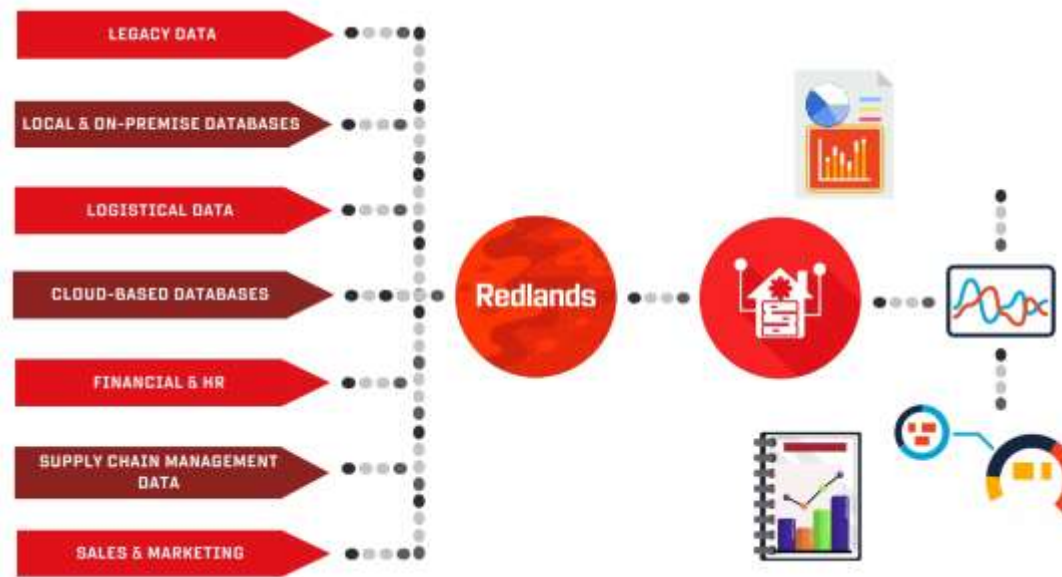 LEGACY DATA
LOCAL & ON-PREMISE DATABASES
LOGISTICAL DATA
CLOUD-BASED DATABASES
Redlands
FINANCIAL & HR
SUPPLY CHAIN MANAGEMENT
DATA
SALES & MARKETING